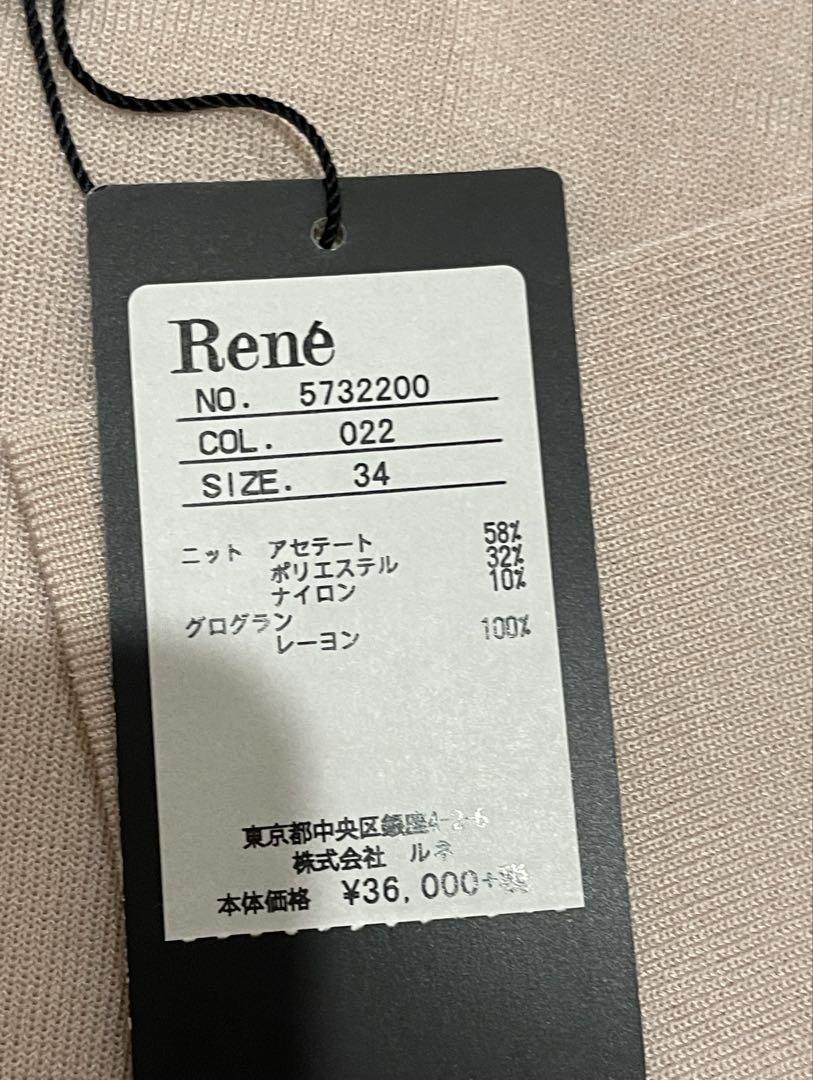 René
NO. 5732200
COL. 022
SIZE. 34
ニット アセテート 58%
ポリエステル 32%
ナイロン 10%
グログラン
レーヨン 100%
東京都中央区銀座4-2-6
株式会社 ルネ
本体価格 ¥36,000+税